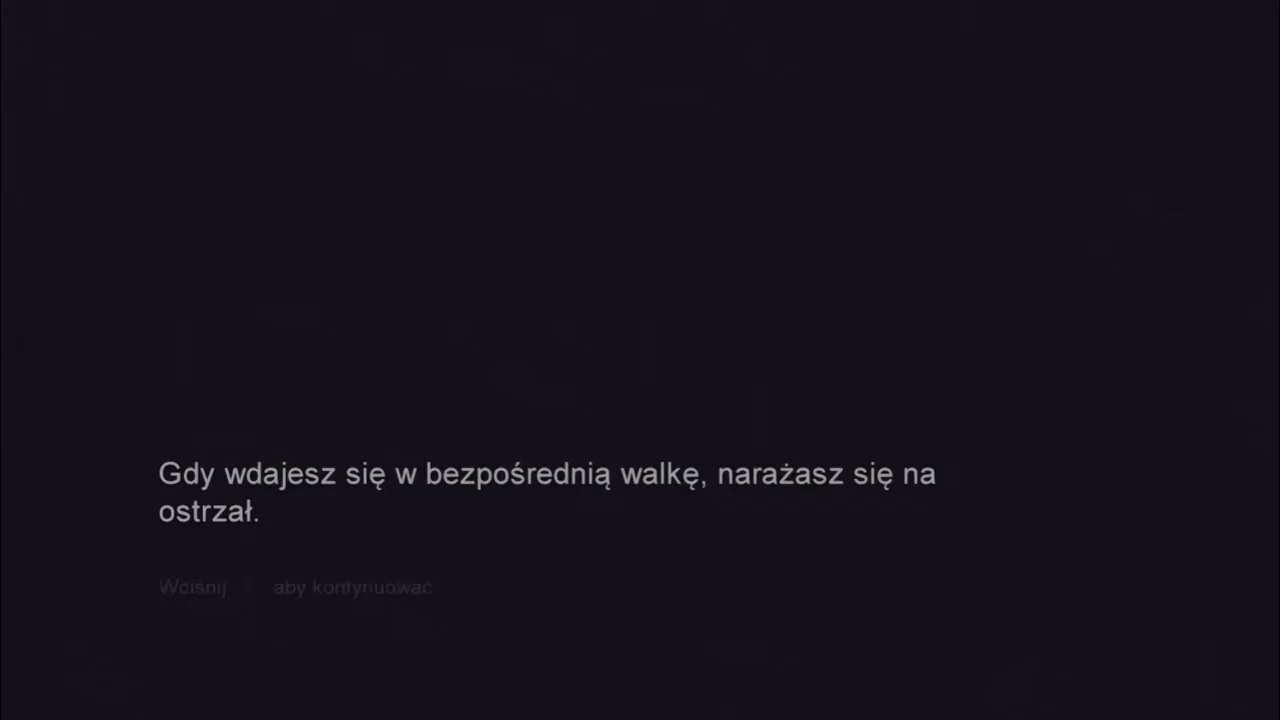 Gdy wdajesz się w bezpośrednią walkę, narażasz się na
ostrzał.
Wciśnij aby kontynuować